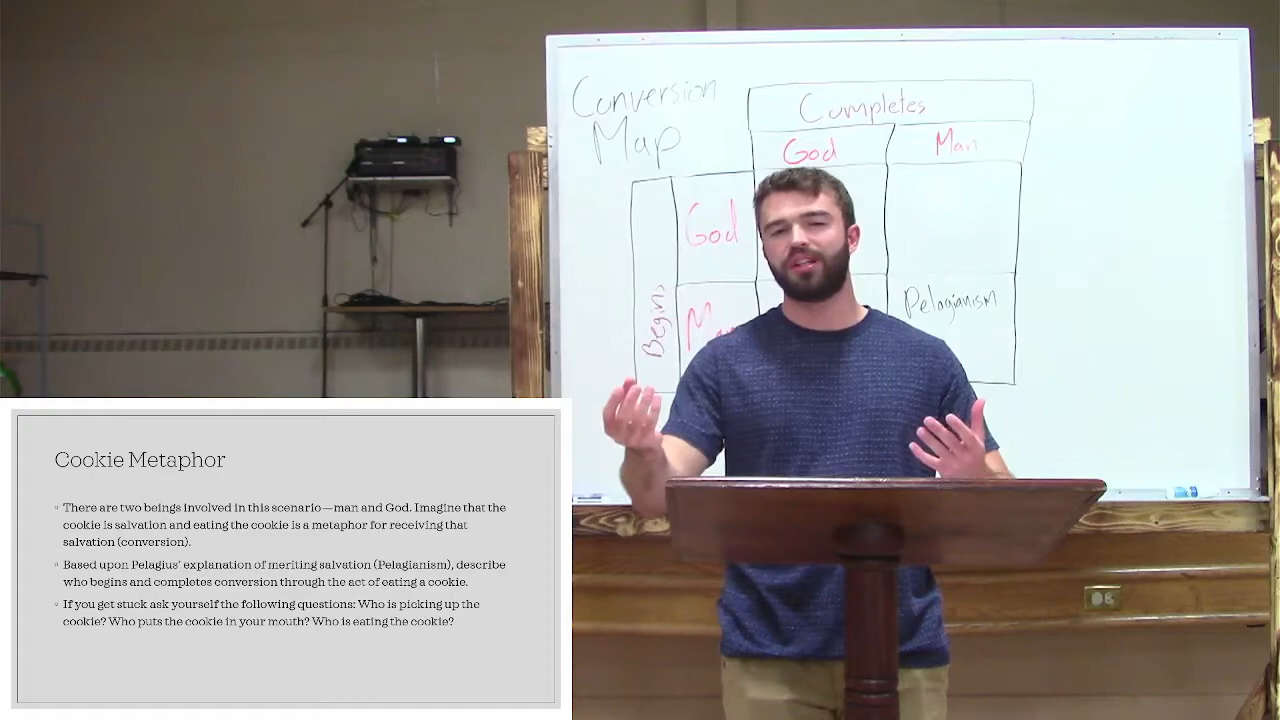 Conversion
Map
Completes
God
Man
God
Begins
Man
Pelagianism
Cookie Metaphor
There are two beings involved in this scenario—man and God. Imagine that the
cookie is salvation and eating the cookie is a metaphor for receiving that
salvation (conversion).
Based upon Pelagius' explanation of meriting salvation (Pelagianism), describe
who begins and completes conversion through the act of eating a cookie.
If you get stuck ask yourself the following questions: Who is picking up the
cookie? Who puts the cookie in your mouth? Who is eating the cookie?